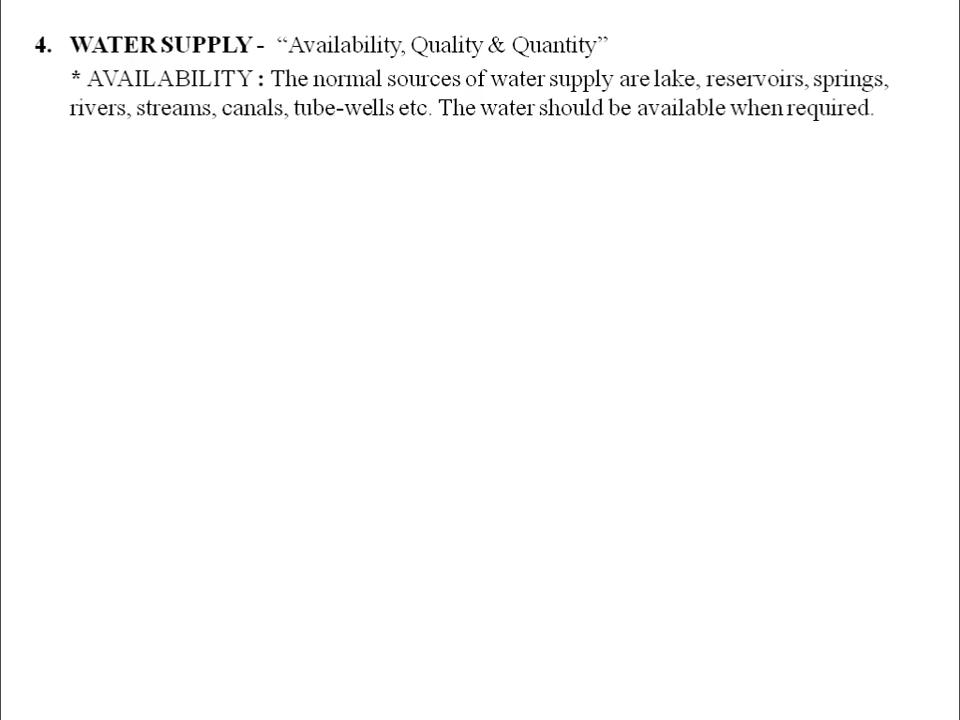 4. WATER SUPPLY - “Availability, Quality & Quantity”
* AVAILABILITY : The normal sources of water supply are lake, reservoirs, springs,
rivers, streams, canals, tube-wells etc. The water should be available when required.